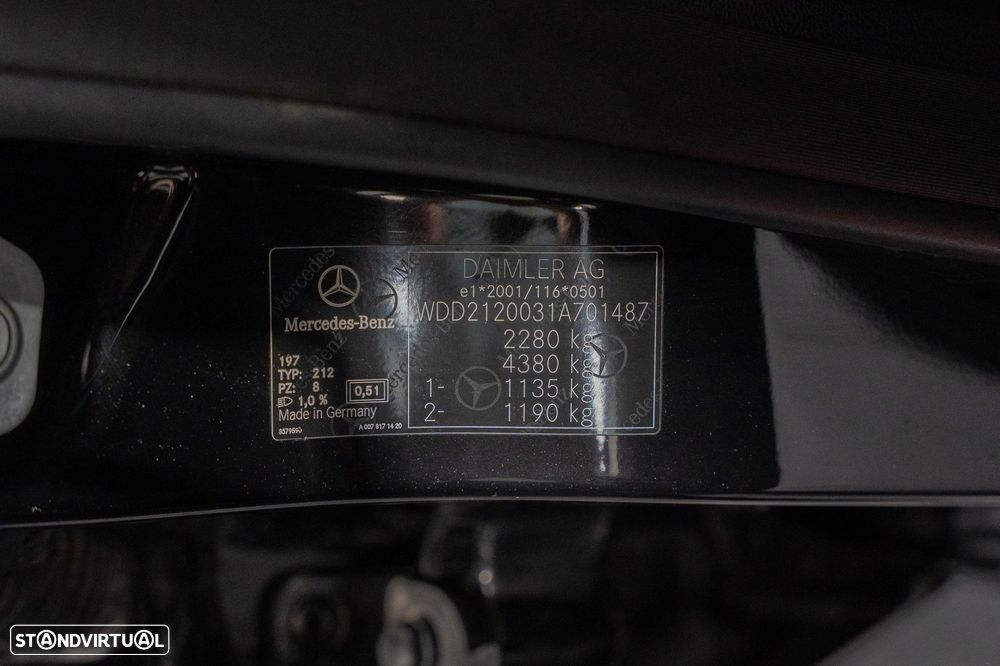 DAIMLER AG
e1*2001/116*0501
WDD2120031A701487
2280 kg
4380 kg
1- 1135 kg
2- 1190 kg
Mercedes-Benz
197
TYP: 212
PZ: 8
0,51
1,0 %
Made in Germany
8579590
A 007 817 14 20
STANDVIRTUAL